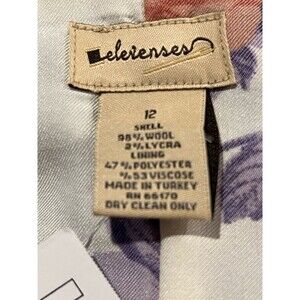 elevenses
12
SHELL
98% WOOL
2% LYCRA
LINING
47% POLYESTER
%53 VISCOSE
MADE IN TURKEY
RN 66170
DRY CLEAN ONLY